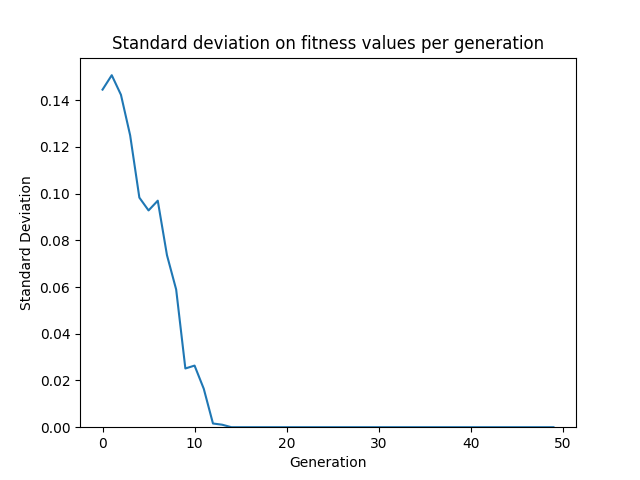 Standard deviation on fitness values per generation
Standard Deviation
0.14
0.12
0.10
0.08
0.06
0.04
0.02
0.00
0 10 20 30 40 50
Generation